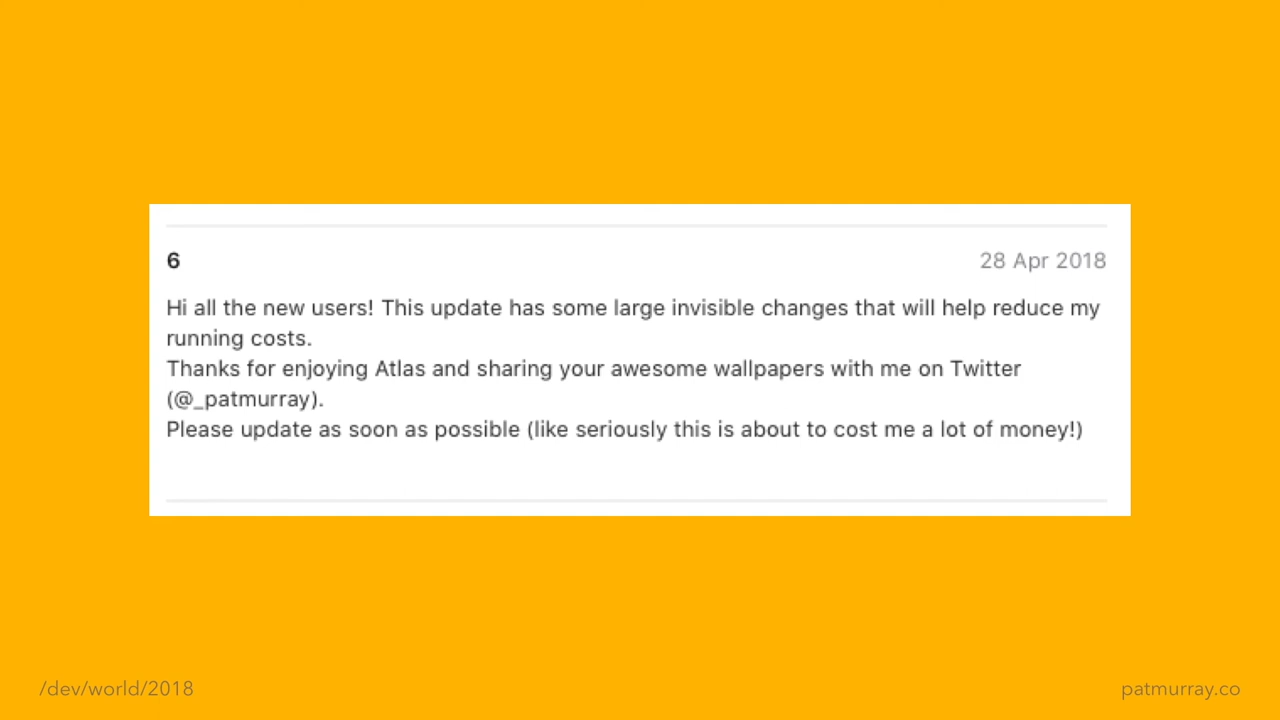 6
28 Apr 2018
Hi all the new users! This update has some large invisible changes that will help reduce my
running costs.
Thanks for enjoying Atlas and sharing your awesome wallpapers with me on Twitter
(@_patmurray).
Please update as soon as possible (like seriously this is about to cost me a lot of money!)
/dev/world/2018
patmurray.co